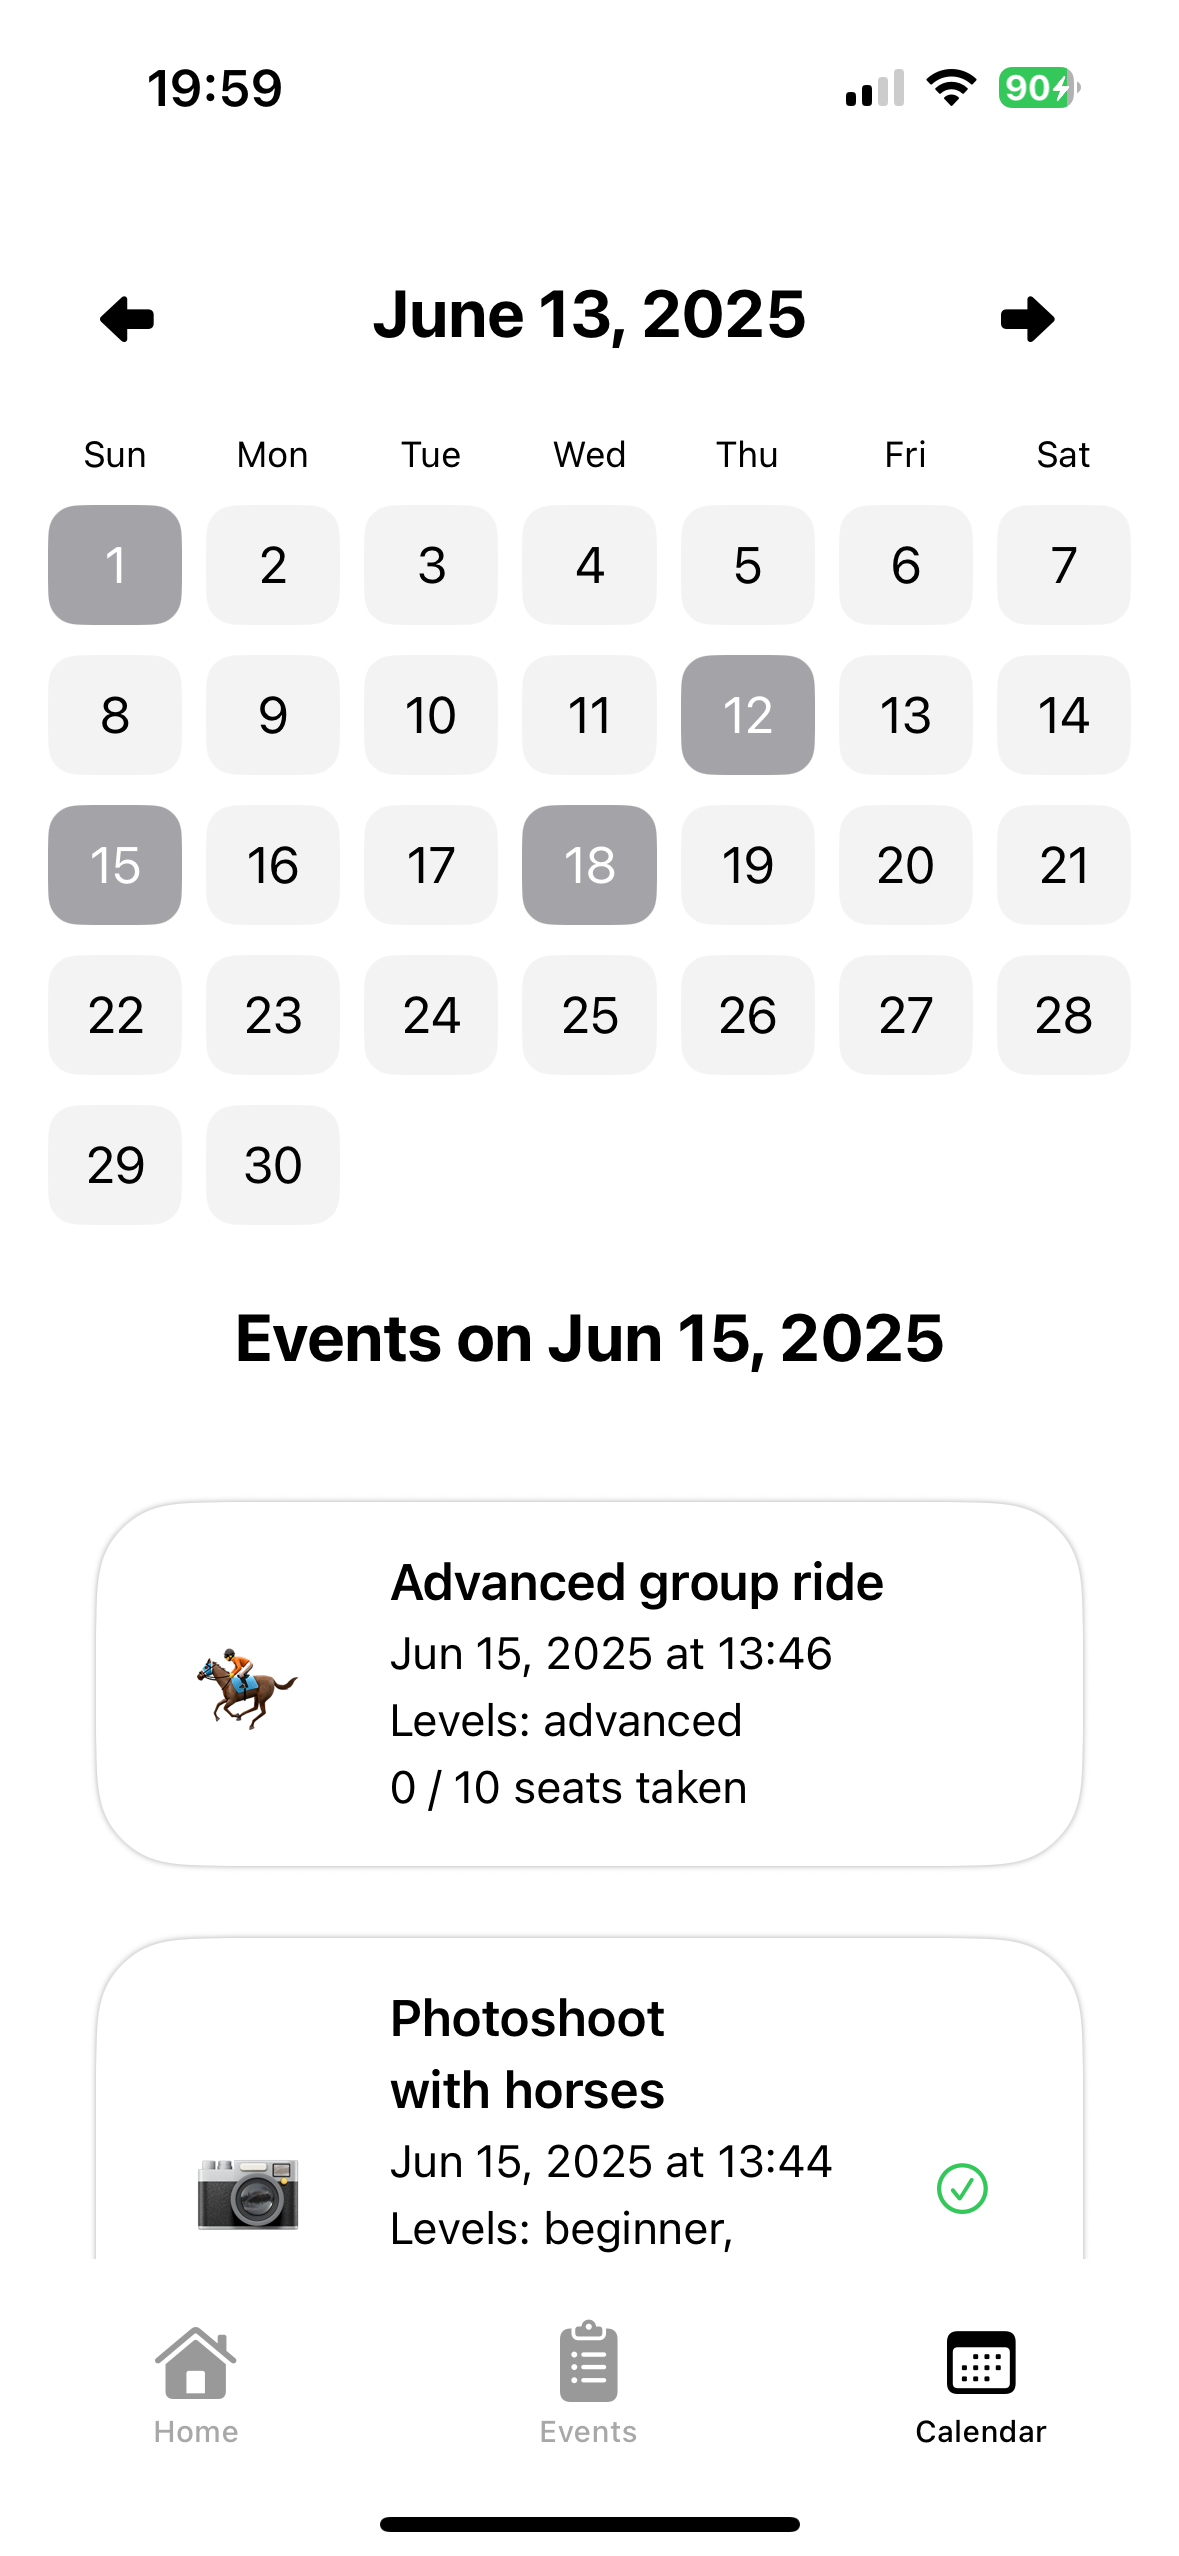 19:59
90
June 13, 2025
Sun Mon Tue Wed Thu Fri Sat
1 2 3 4 5 6 7
8 9 10 11 12 13 14
15 16 17 18 19 20 21
22 23 24 25 26 27 28
29 30
Events on Jun 15, 2025
Advanced group ride
Jun 15, 2025 at 13:46
Levels: advanced
0 / 10 seats taken
Photoshoot
with horses
Jun 15, 2025 at 13:44
Levels: beginner,
Home Events Calendar